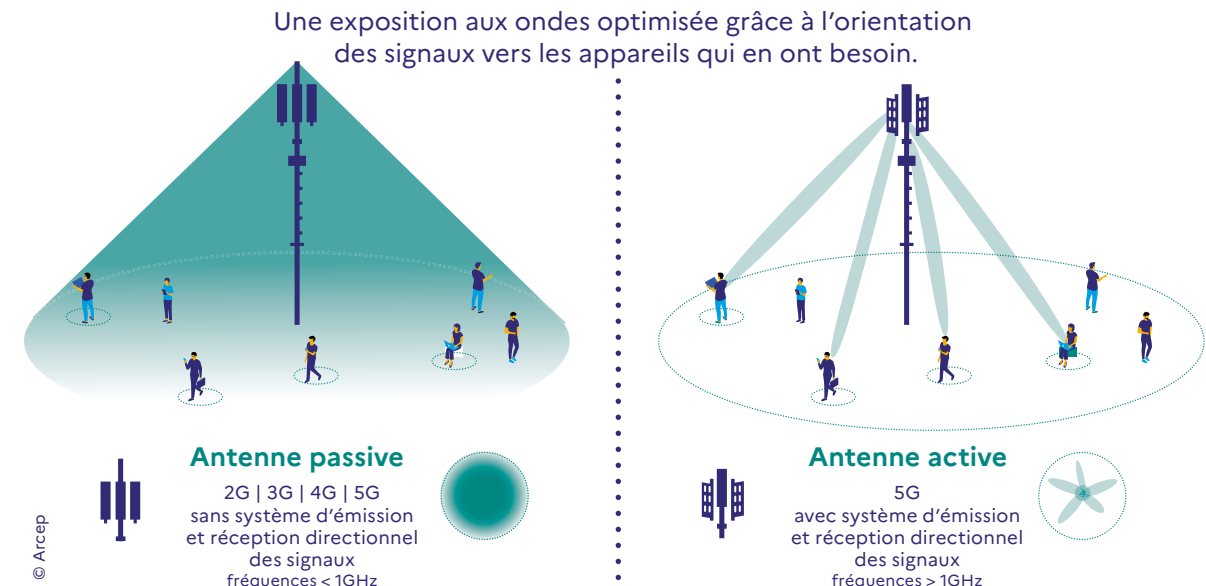 Une exposition aux ondes optimisée grâce à l'orientation
des signaux vers les appareils qui en ont besoin.
Antenne passive
2G | 3G | 4G | 5G
sans système d'émission
et réception directionnel
des signaux
fréquences < 1GHz
Antenne active
5G
avec système d'émission
et réception directionnel
des signaux
fréquences > 1GHz
© Arcep